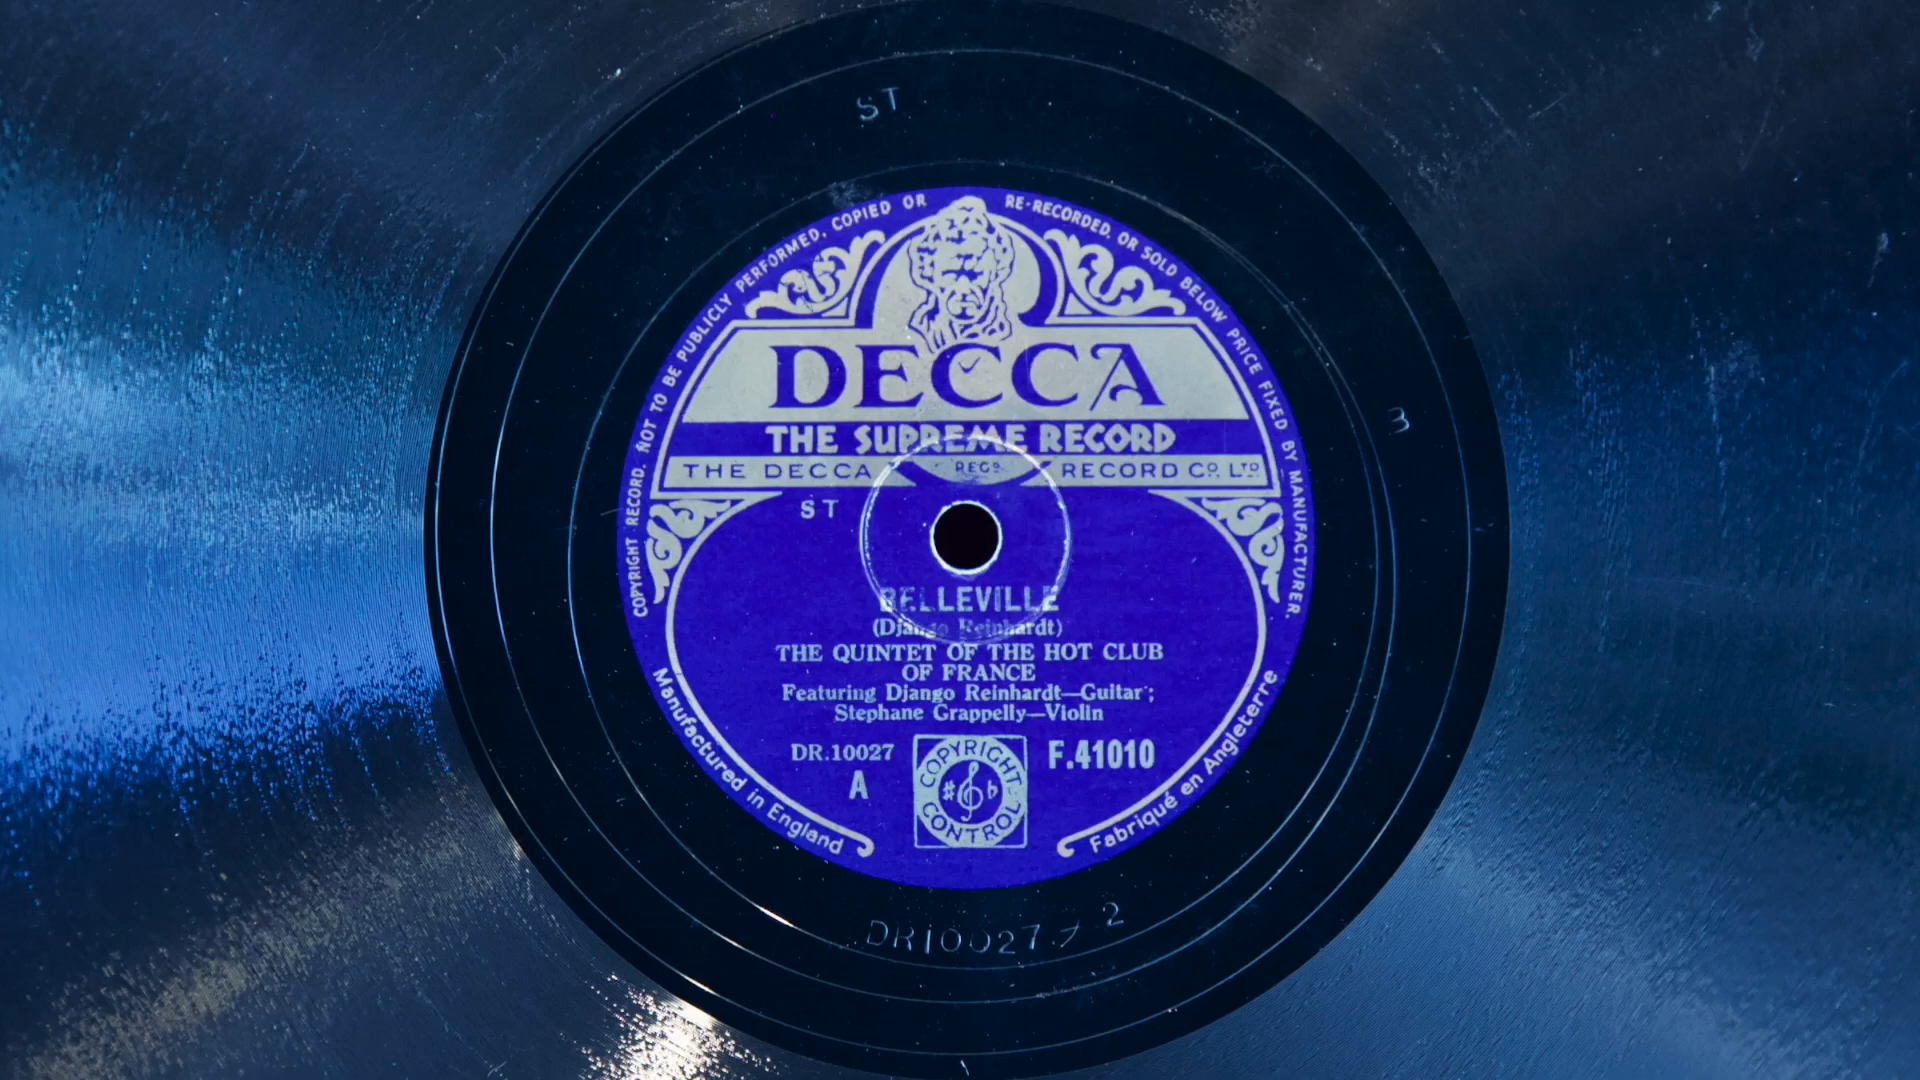 ST
COPYRIGHT RECORD. NOT TO BE PUBLICLY PERFORMED, COPIED OR RE-RECORDED, OR SOLD BELOW PRICE FIXED BY MANUFACTURER.
DECCA
THE SUPREME RECORD
THE DECCA REGD RECORD CO. LTD
3
ST
BELLEVILLE
(Django Reinhardt)
THE QUINTET OF THE HOT CLUB
OF FRANCE
Featuring Django Reinhardt—Guitar;
Stephane Grappelly—Violin
DR.10027
A
COPYRIGHT
CONTROL
F.41010
Manufactured in England
Fabriqué en Angleterre
DR10027 2